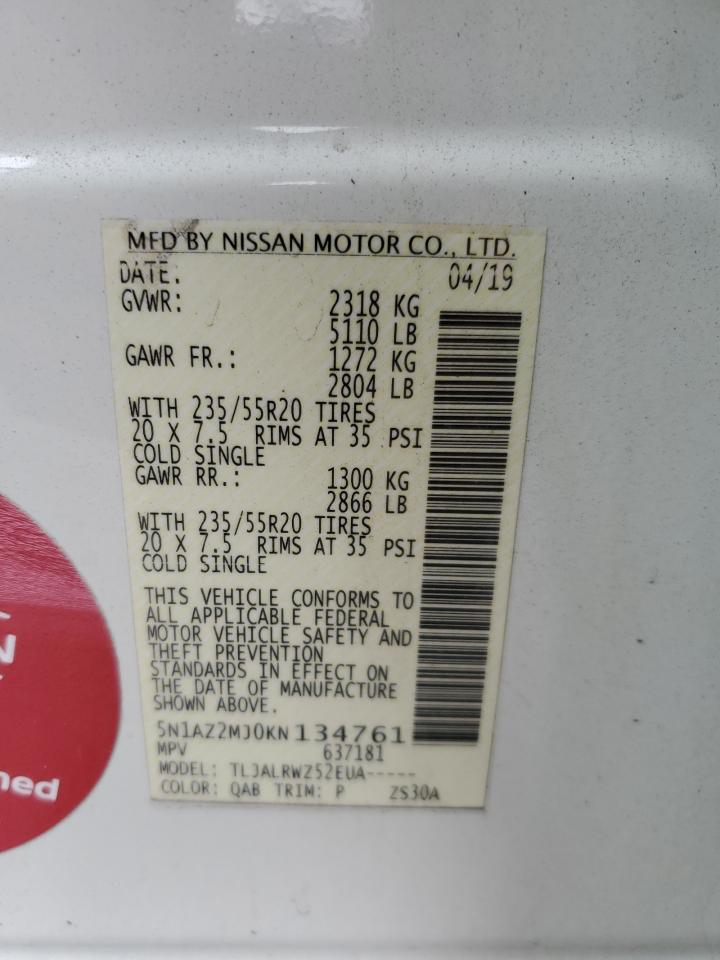 MFD BY NISSAN MOTOR CO., LTD.
DATE: 04/19
GVWR: 2318 KG
5110 LB
GAWR FR.: 1272 KG
2804 LB
WITH 235/55R20 TIRES
20 X 7.5 RIMS AT 35 PSI
COLD SINGLE
GAWR RR.: 1300 KG
2866 LB
WITH 235/55R20 TIRES
20 X 7.5 RIMS AT 35 PSI
COLD SINGLE
THIS VEHICLE CONFORMS TO
ALL APPLICABLE FEDERAL
MOTOR VEHICLE SAFETY AND
THEFT PREVENTION
STANDARDS IN EFFECT ON
THE DATE OF MANUFACTURE
SHOWN ABOVE.
5N1AZ2MJ0KN134761
MPV 637181
MODEL: TLJALRWZ52EUA-----
COLOR: QAB TRIM: P ZS30A